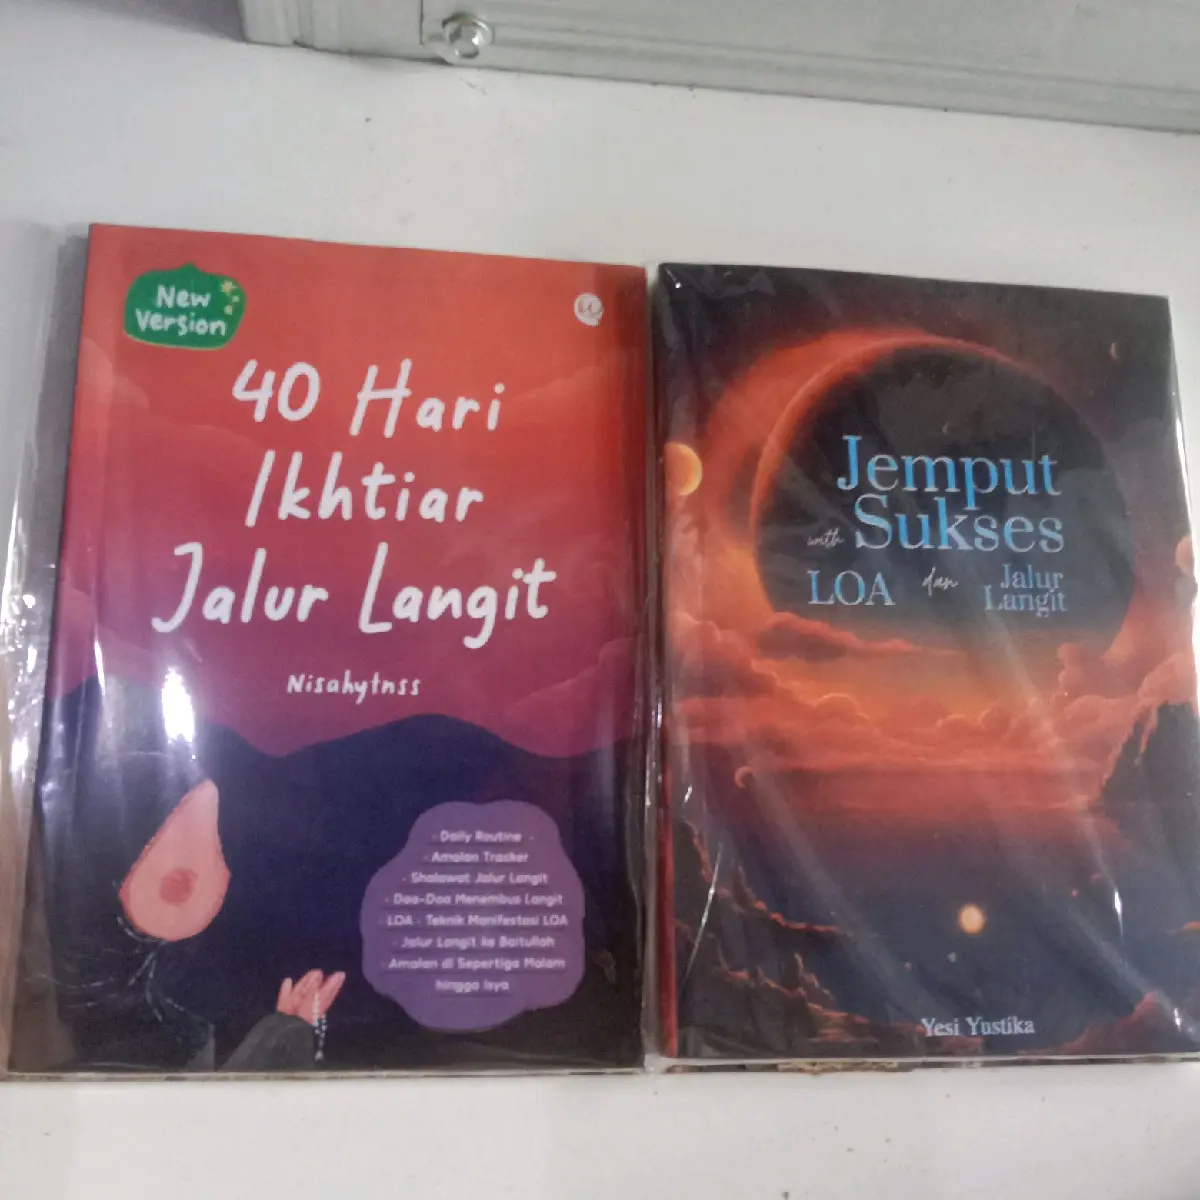 New
Version
40 Hari
Ikhtiar
Jalur Langit
Nisahytnss
- Daily Routine -
- Amalan Tracker
- Shalawat Jalur Langit
- Doa-Doa Menembus Langit
LOA - Teknik Manifestasi LOA
- Jalur Langit ke Baitullah
- Amalan di Sepertiga Malam
hingga Isya
Jemput
with Sukses
LOA dan Jalur
Langit
Yesi Yustika